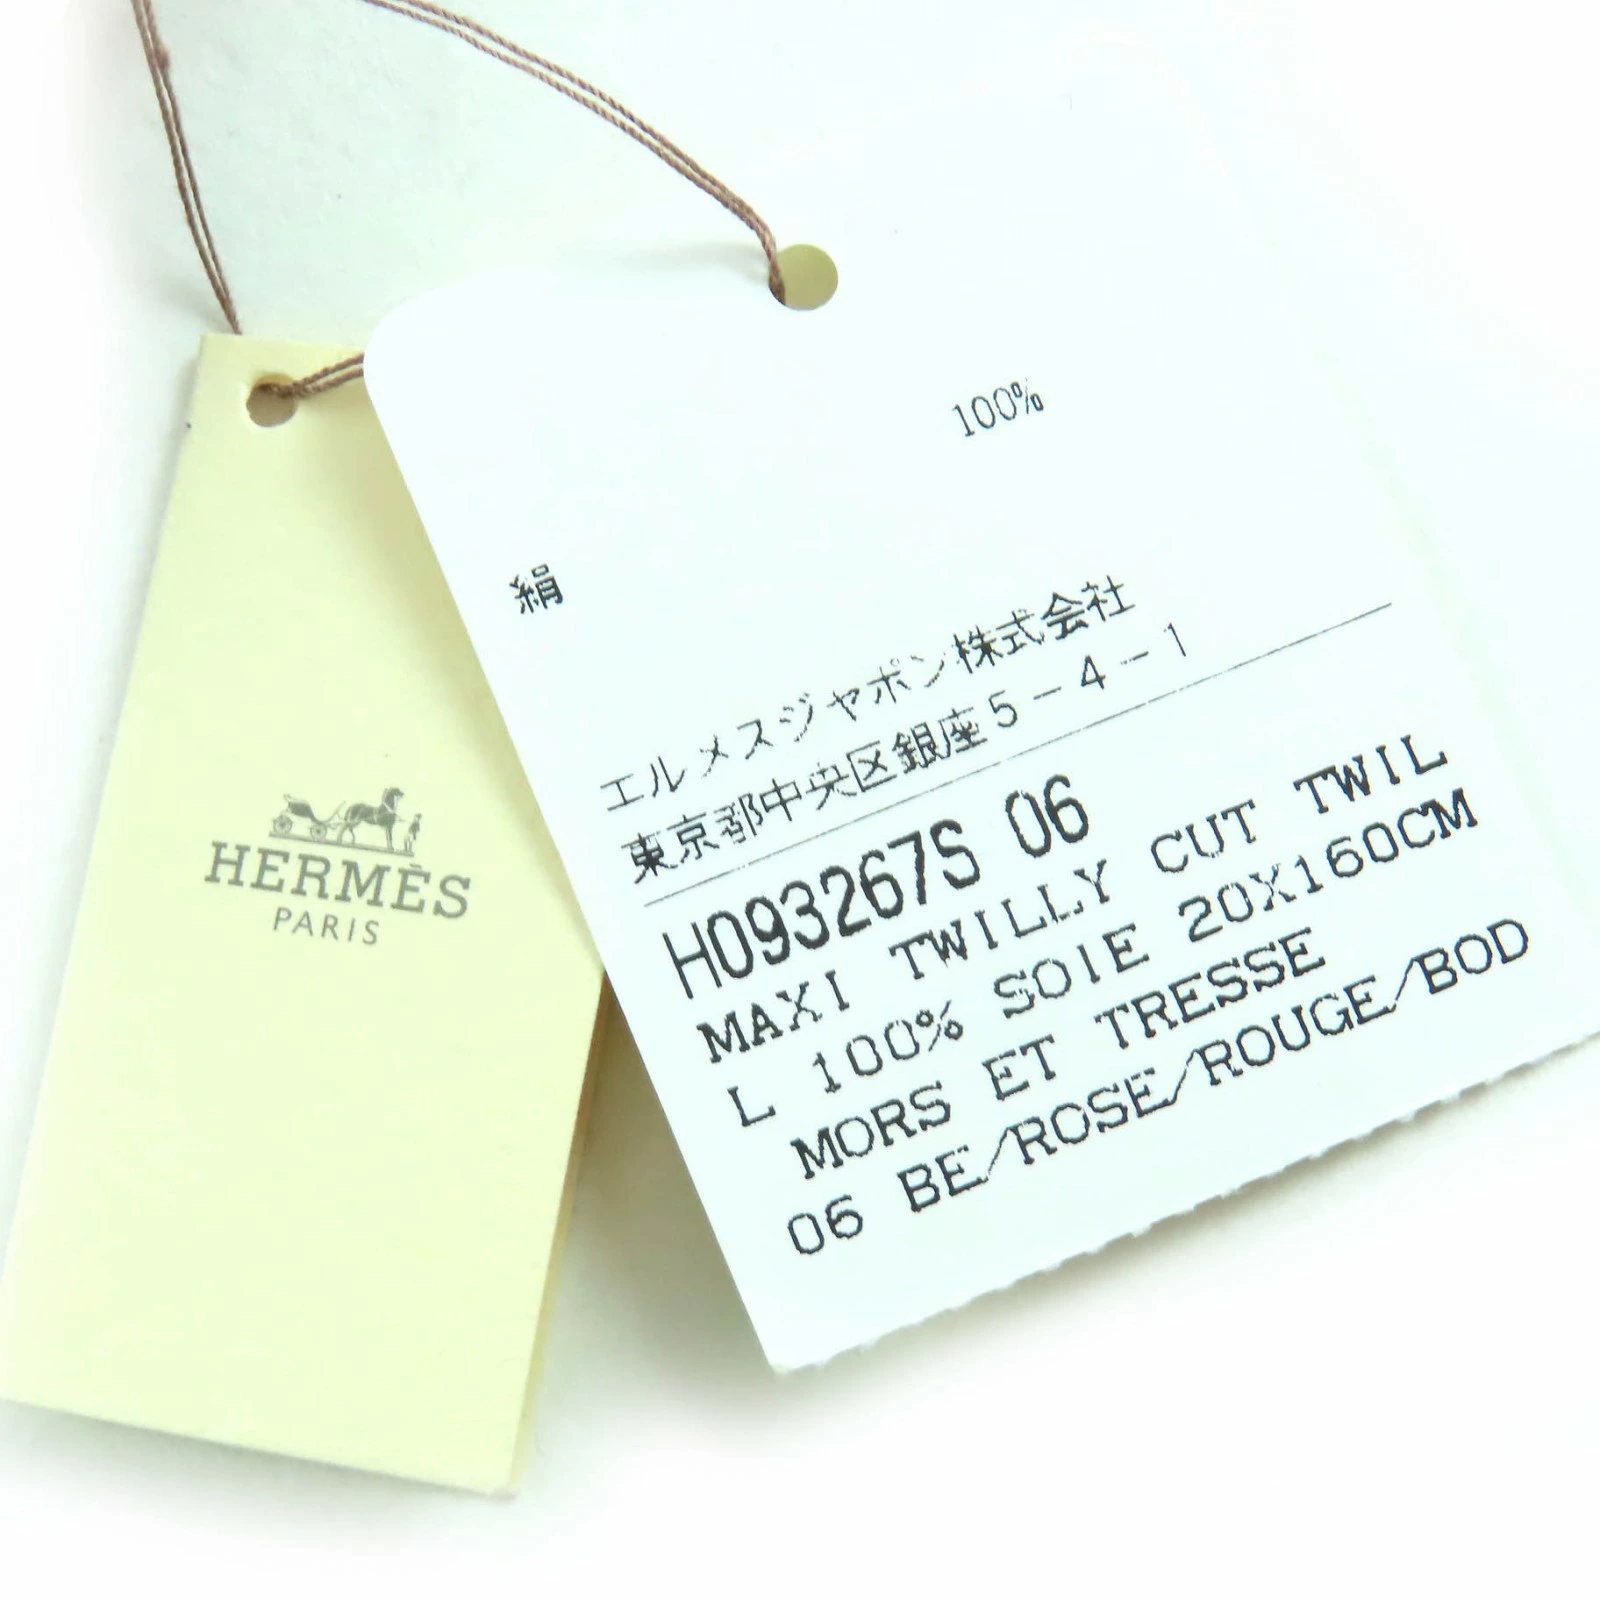 HERMÈS
PARIS
100%
絹
エルメスジャポン株式会社
東京都中央区銀座5-4-1
H093267S 06
MAXI TWILLY CUT TWIL
L 100% SOIE 20X160CM
MORS ET TRESSE
06 BE/ROSE/ROUGE/BOD